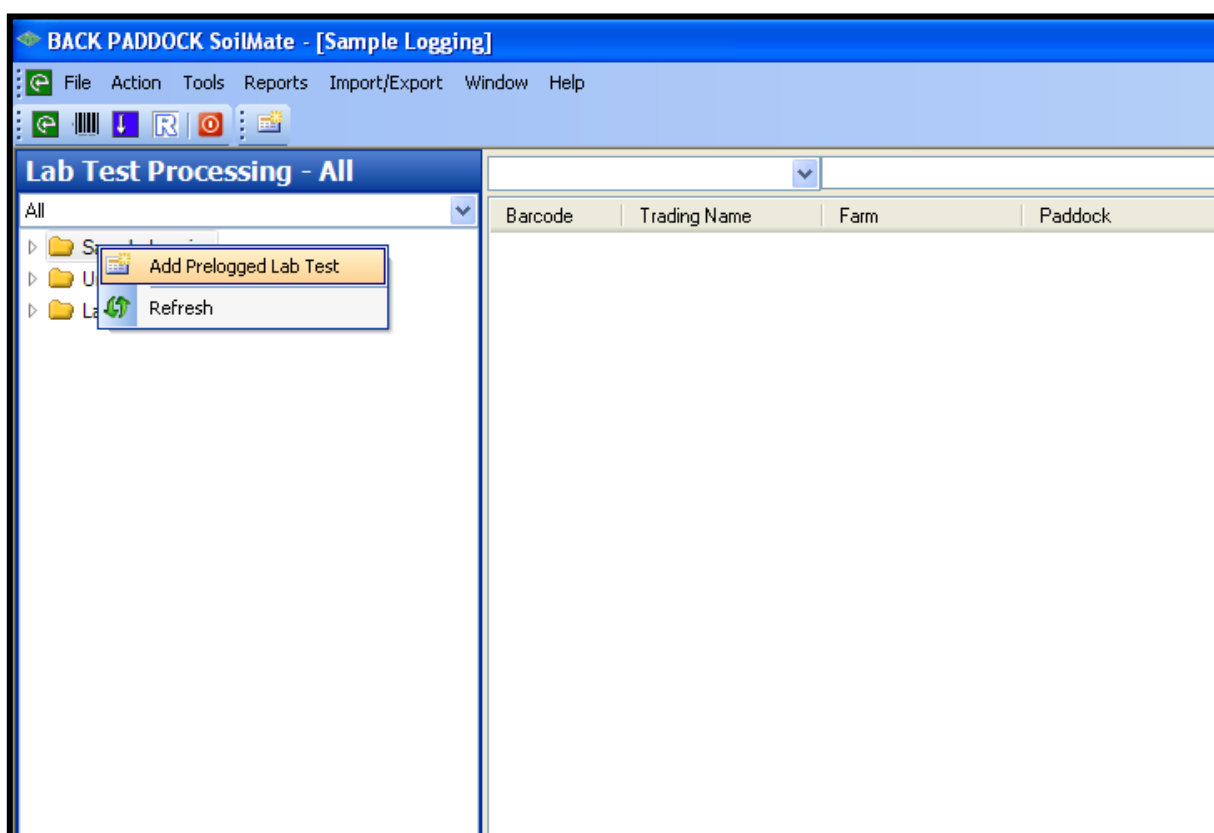 BACK PADDOCK SoilMate - [Sample Logging]
File Action Tools Reports Import/Export Window Help
Lab Test Processing - All
All
Barcode Trading Name Farm Paddock
Add Prelogged Lab Test
Refresh